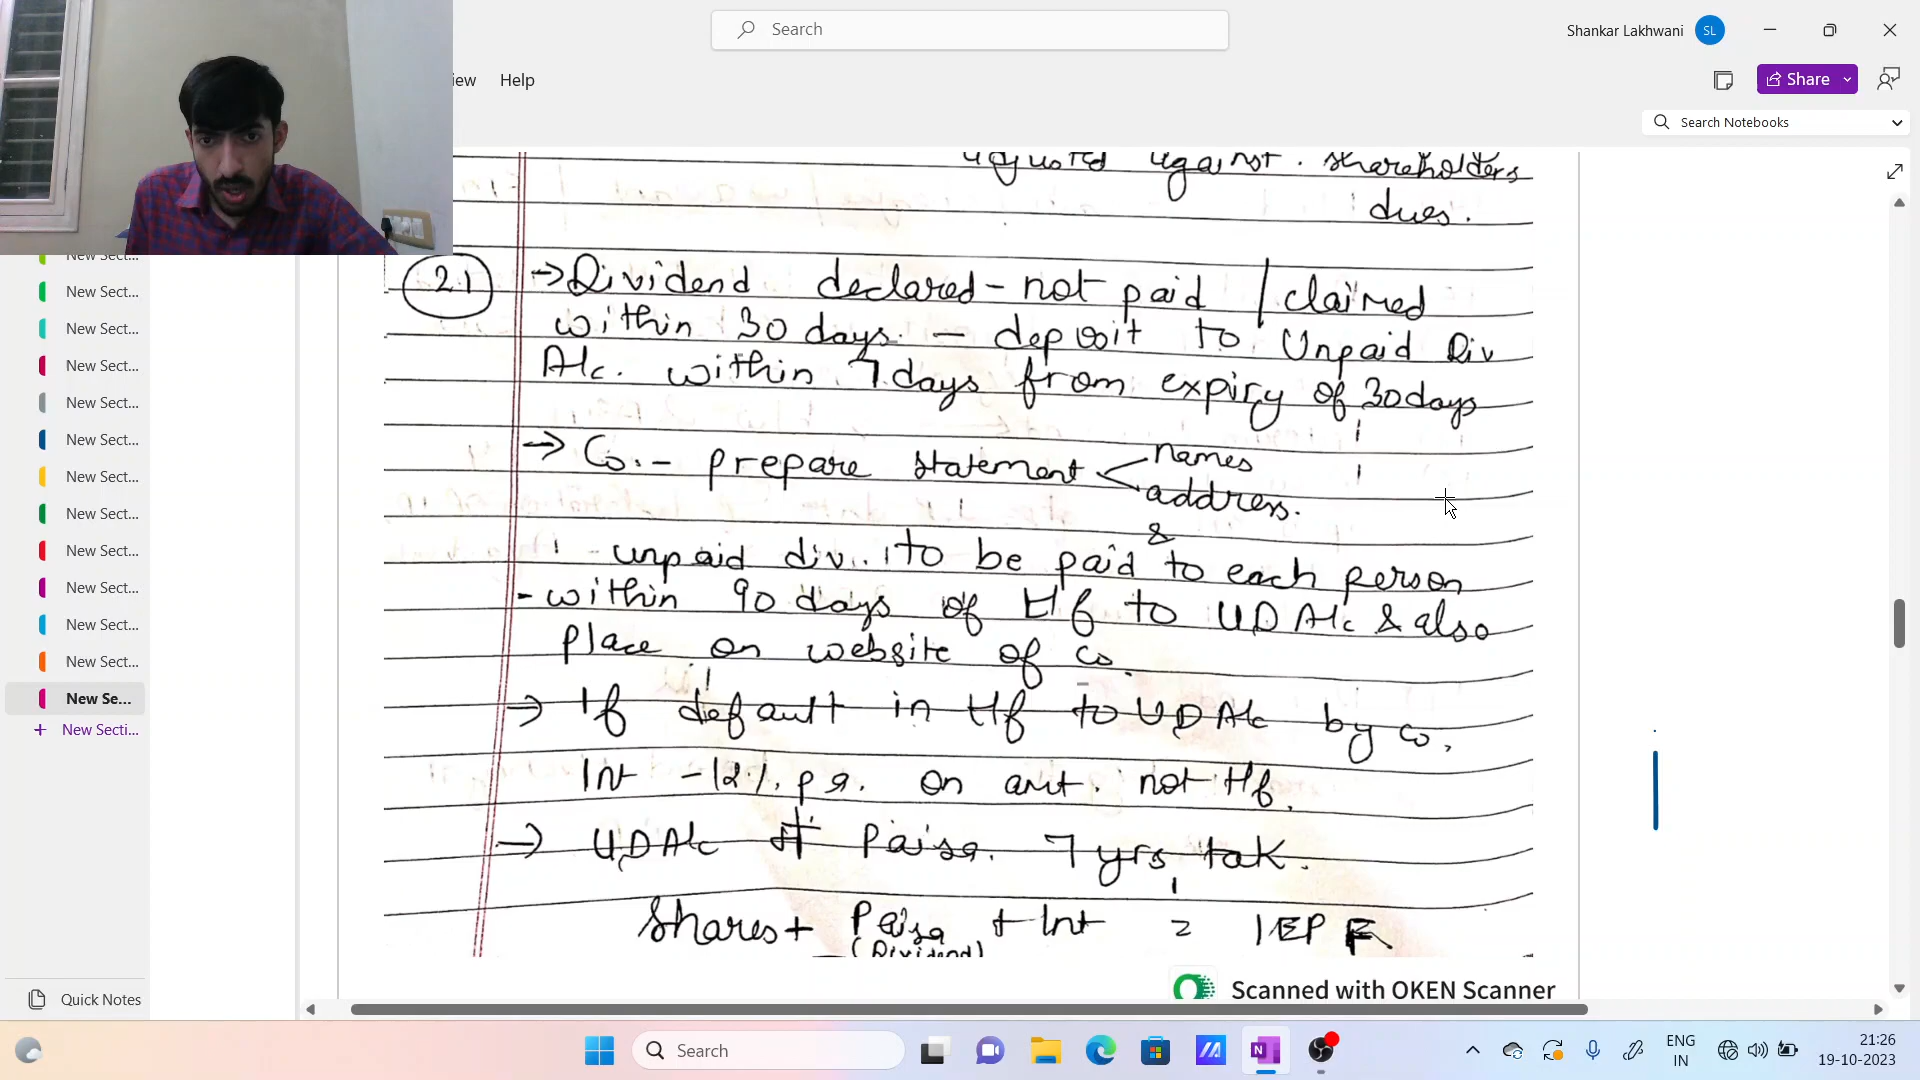 Search
Shankar Lakhwani
SL
iew
Help
Share
Search Notebooks
adjusted against. shareholders
dues.
21
→ Dividend declared - not paid / claimed
within 30 days. - deposit to Unpaid Div
A/c. within 7 days from expiry of 30 days
→ Co. - prepare statement
names
address.
&
unpaid div. to be paid to each person
- within 90 days of tf to UD A/c & also
place on website of co.
→ If default in tf to UD A/c by co.
Int - 12%. p.a. on amt. not tf.
→ UD A/c Paisa. 7 yrs tak.
Shares + Paisa + Int = IEPF
(Dividend)
Scanned with OKEN Scanner
New Sect...
New Sect...
New Sect...
New Sect...
New Sect...
New Sect...
New Sect...
New Sect...
New Sect...
New Sect...
New Sect...
New Sect...
New Se...
+ New Secti...
Quick Notes
Search
ENG
IN
21:26
19-10-2023